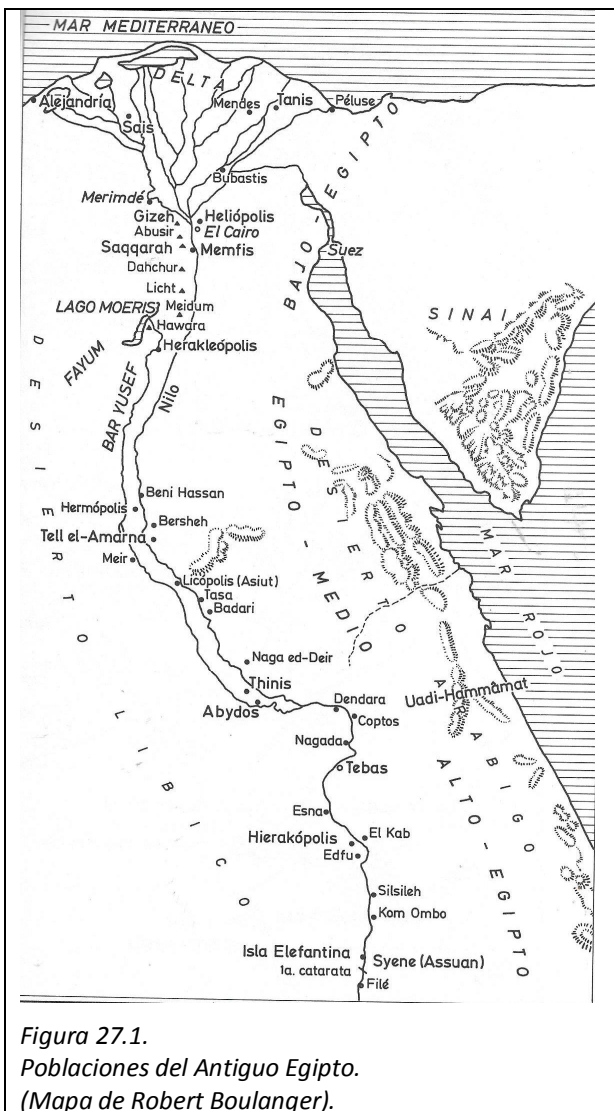 MAR MEDITERRANEO
DELTA
Alejandría
Sais
Mendes
Tanis
Péluse
Bubastis
Merimdé
Gizeh
Heliópolis
Abusir
El Cairo
Saqqarah
Memfis
Suez
Dahchur
Licht
BAJO-EGIPTO
SINAI
LAGO MOERIS
Meidum
Hawara
FAYUM
Herakleópolis
BAR YUSEF
Nilo
DESIERTO LIBICO
EGIPTO-MEDIO
DESIERTO ARABIGO
MAR ROJO
Beni Hassan
Hermópolis
Bersheh
Tell el-Amarna
Meir
Licópolis (Asiut)
Tasa
Badari
Naga ed-Deir
Thinis
Abydos
Dendara
Uadi-Hammâmat
Coptos
Nagada
Tebas
ALTO-EGIPTO
Esna
Hierakópolis
El Kab
Edfu
Silsileh
Kom Ombo
Isla Elefantina
Syene (Assuan)
1a. catarata
Filé
Figura 27.1.
Poblaciones del Antiguo Egipto.
(Mapa de Robert Boulanger).